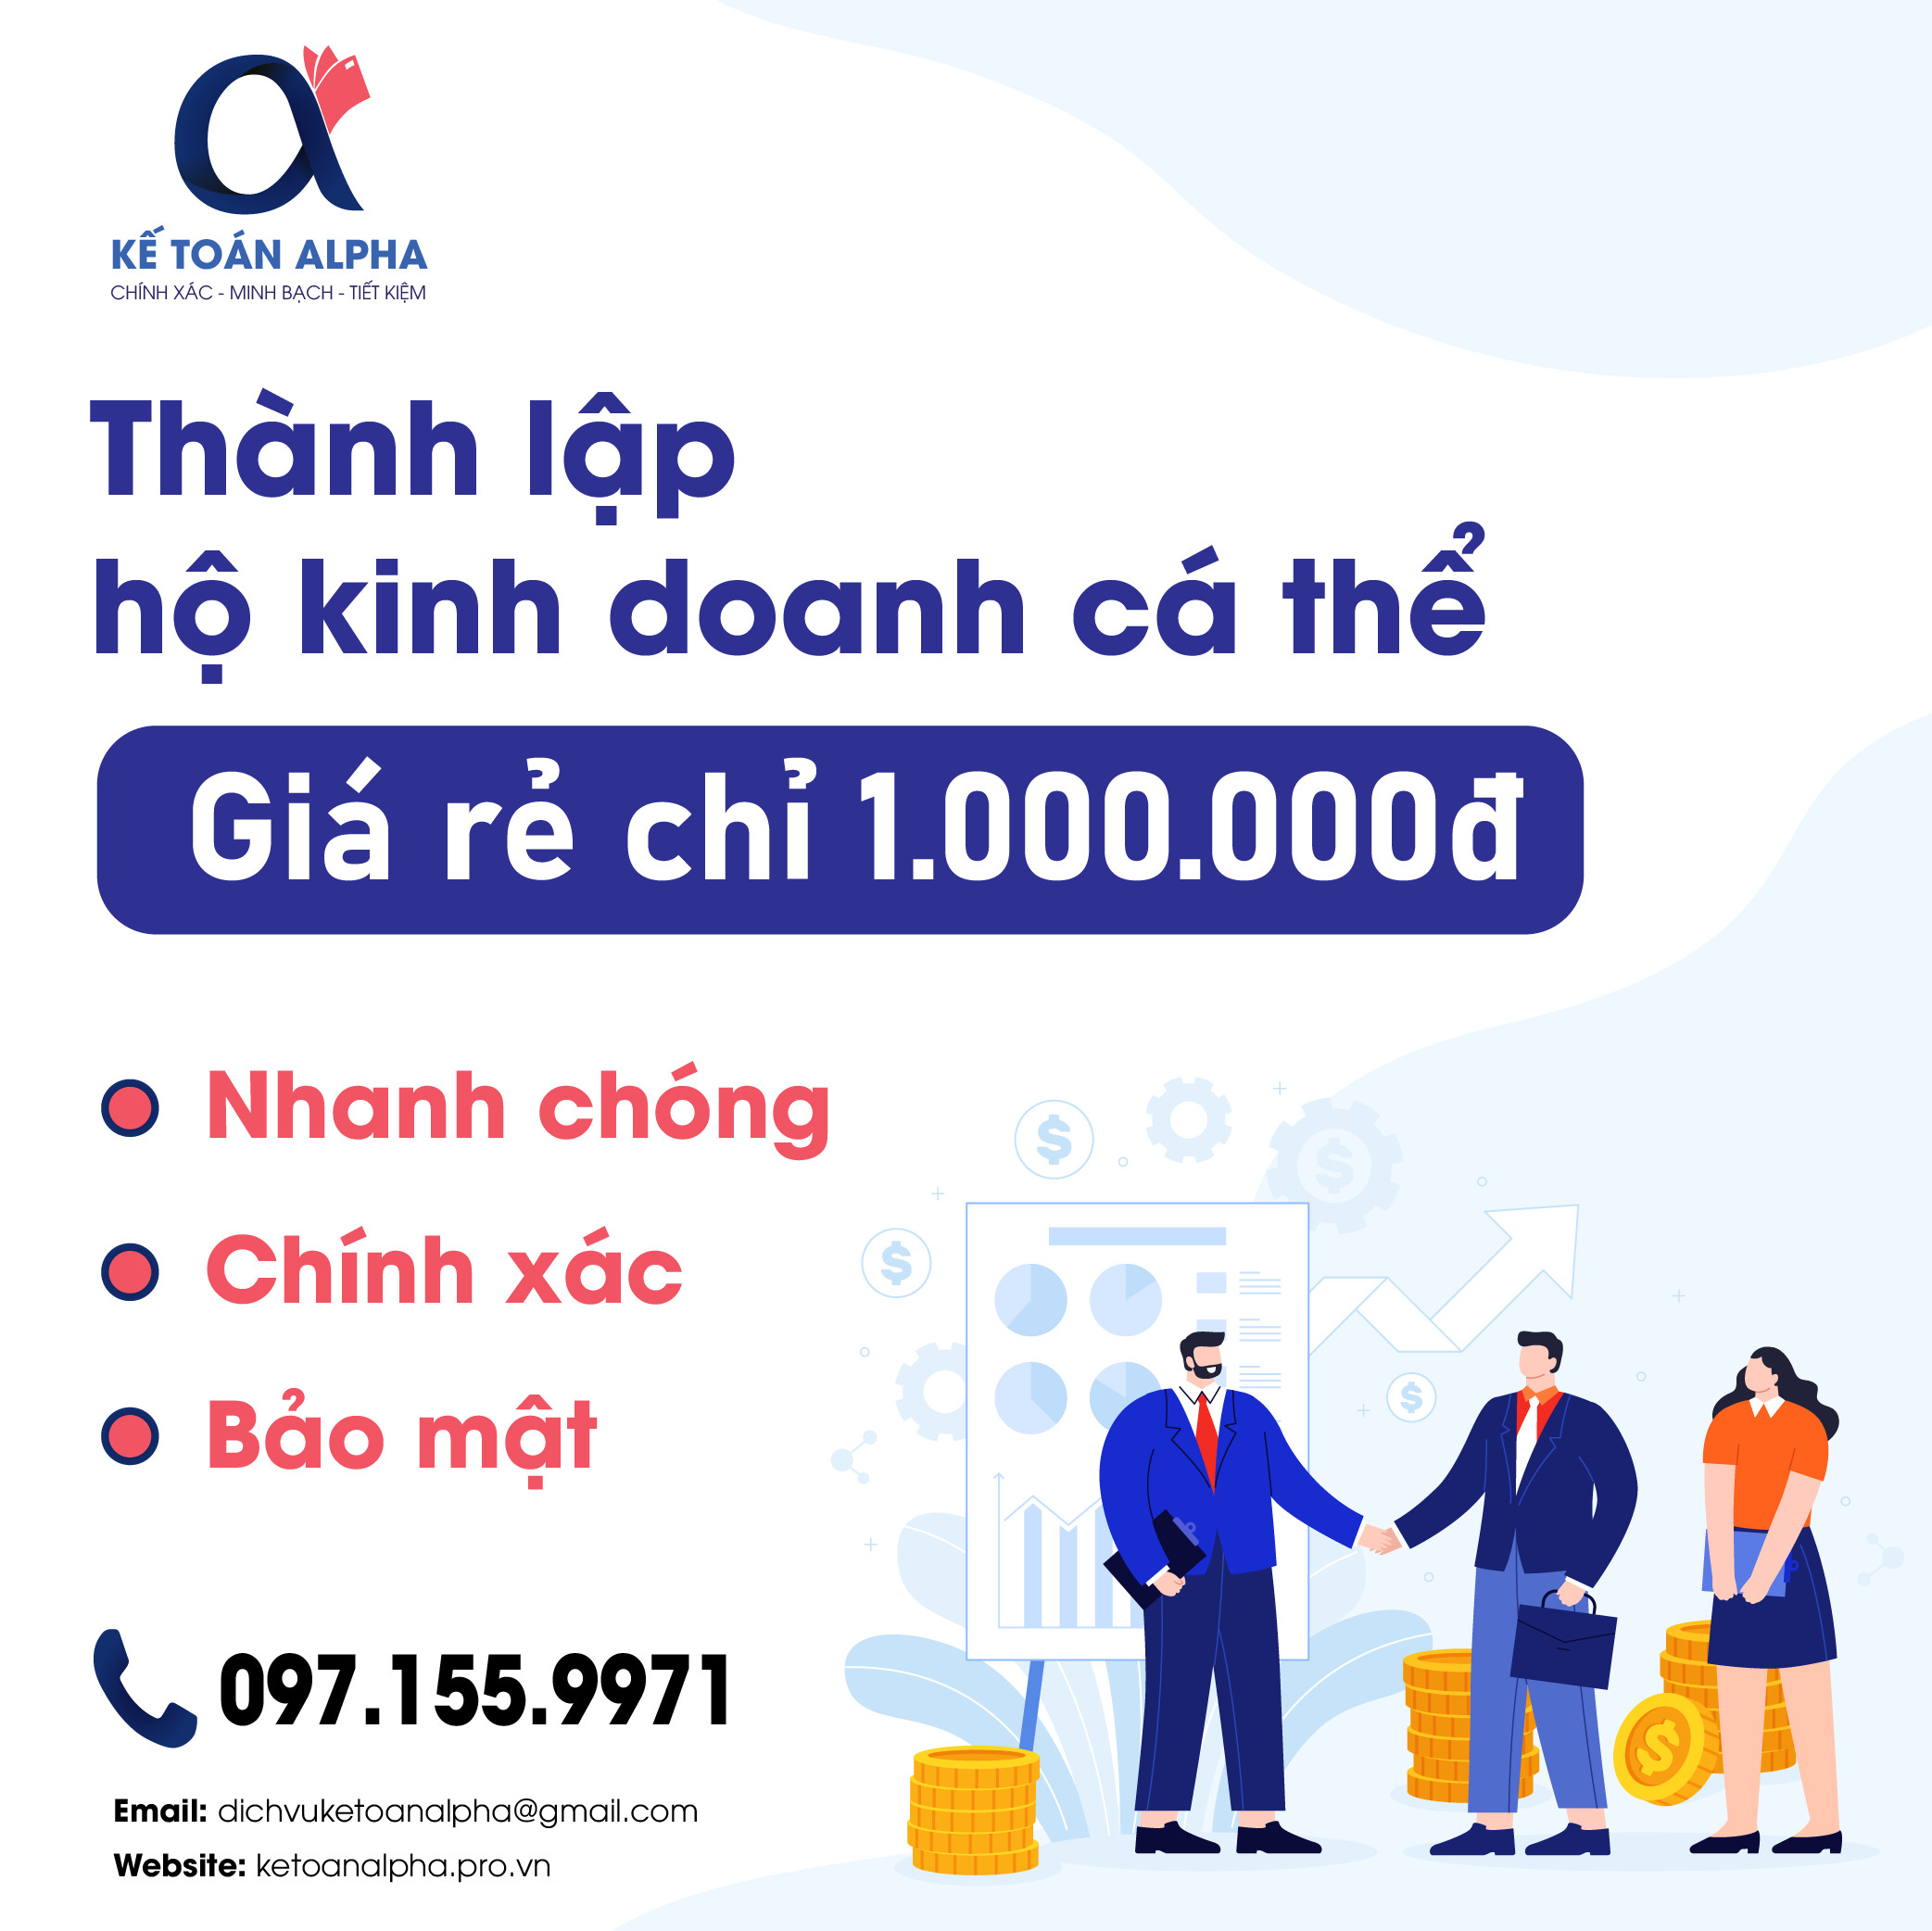 KẾ TOÁN ALPHA
CHÍNH XÁC - MINH BẠCH - TIẾT KIỆM
Thành lập
hộ kinh doanh cá thể
Giá rẻ chỉ 1.000.000đ
Nhanh chóng
Chính xác
Bảo mật
097.155.9971
Email: dichvuketoanalpha@gmail.com
Website: ketoanalpha.pro.vn